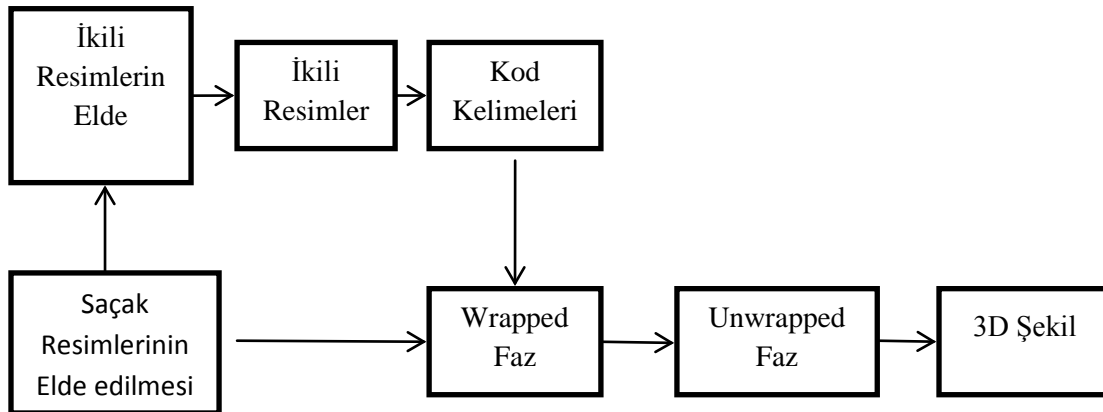 İkili
Resimlerin
Elde
İkili
Resimler
Kod
Kelimeleri
Saçak
Resimlerinin
Elde edilmesi
Wrapped
Faz
Unwrapped
Faz
3D Şekil